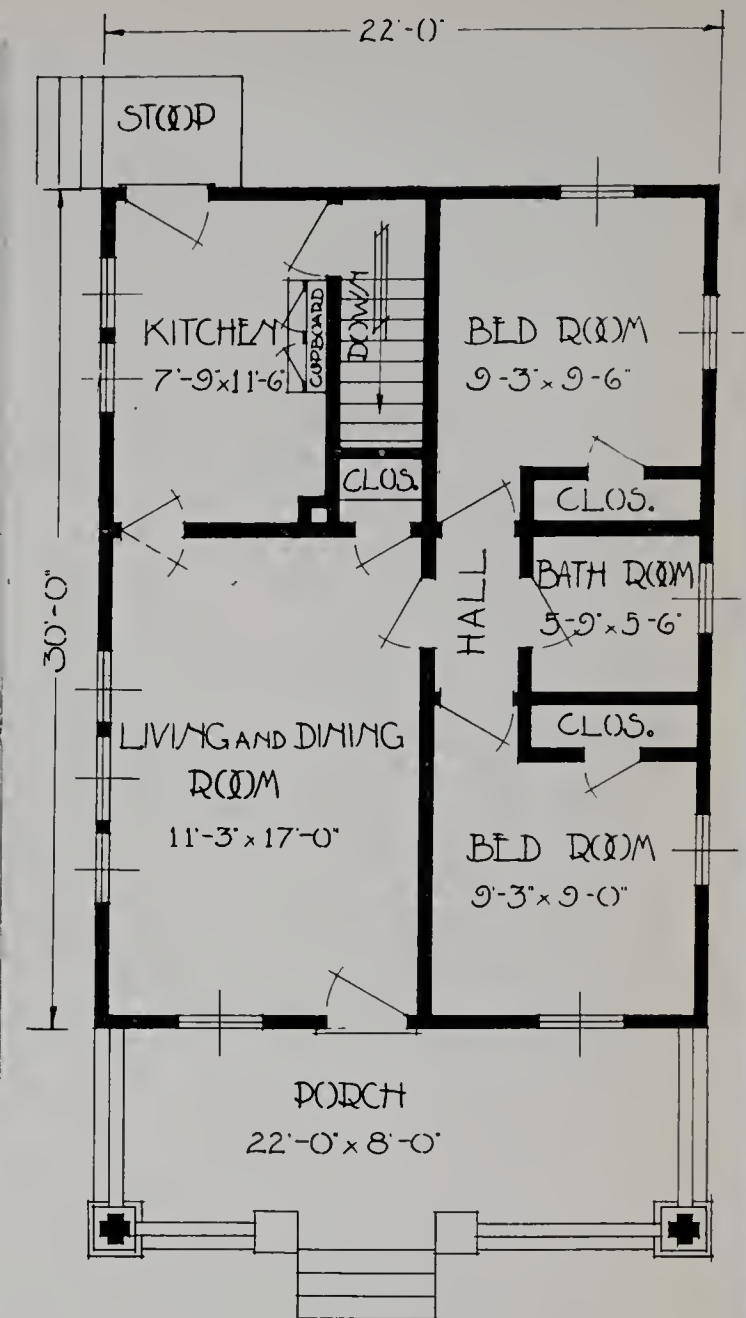 22'-0"
STOOP
KITCHEN
7'-9"x11'-6"
CUPBOARD
DOWN
BED ROOM
9'-3"x9'-6"
CLOS.
CLOS.
HALL
BATH ROOM
5'-9"x5'-6"
30'-0"
LIVING AND DINING
ROOM
11'-3"x17'-0"
CLOS.
BED ROOM
9'-3"x9'-0"
PORCH
22'-0"x8'-0"